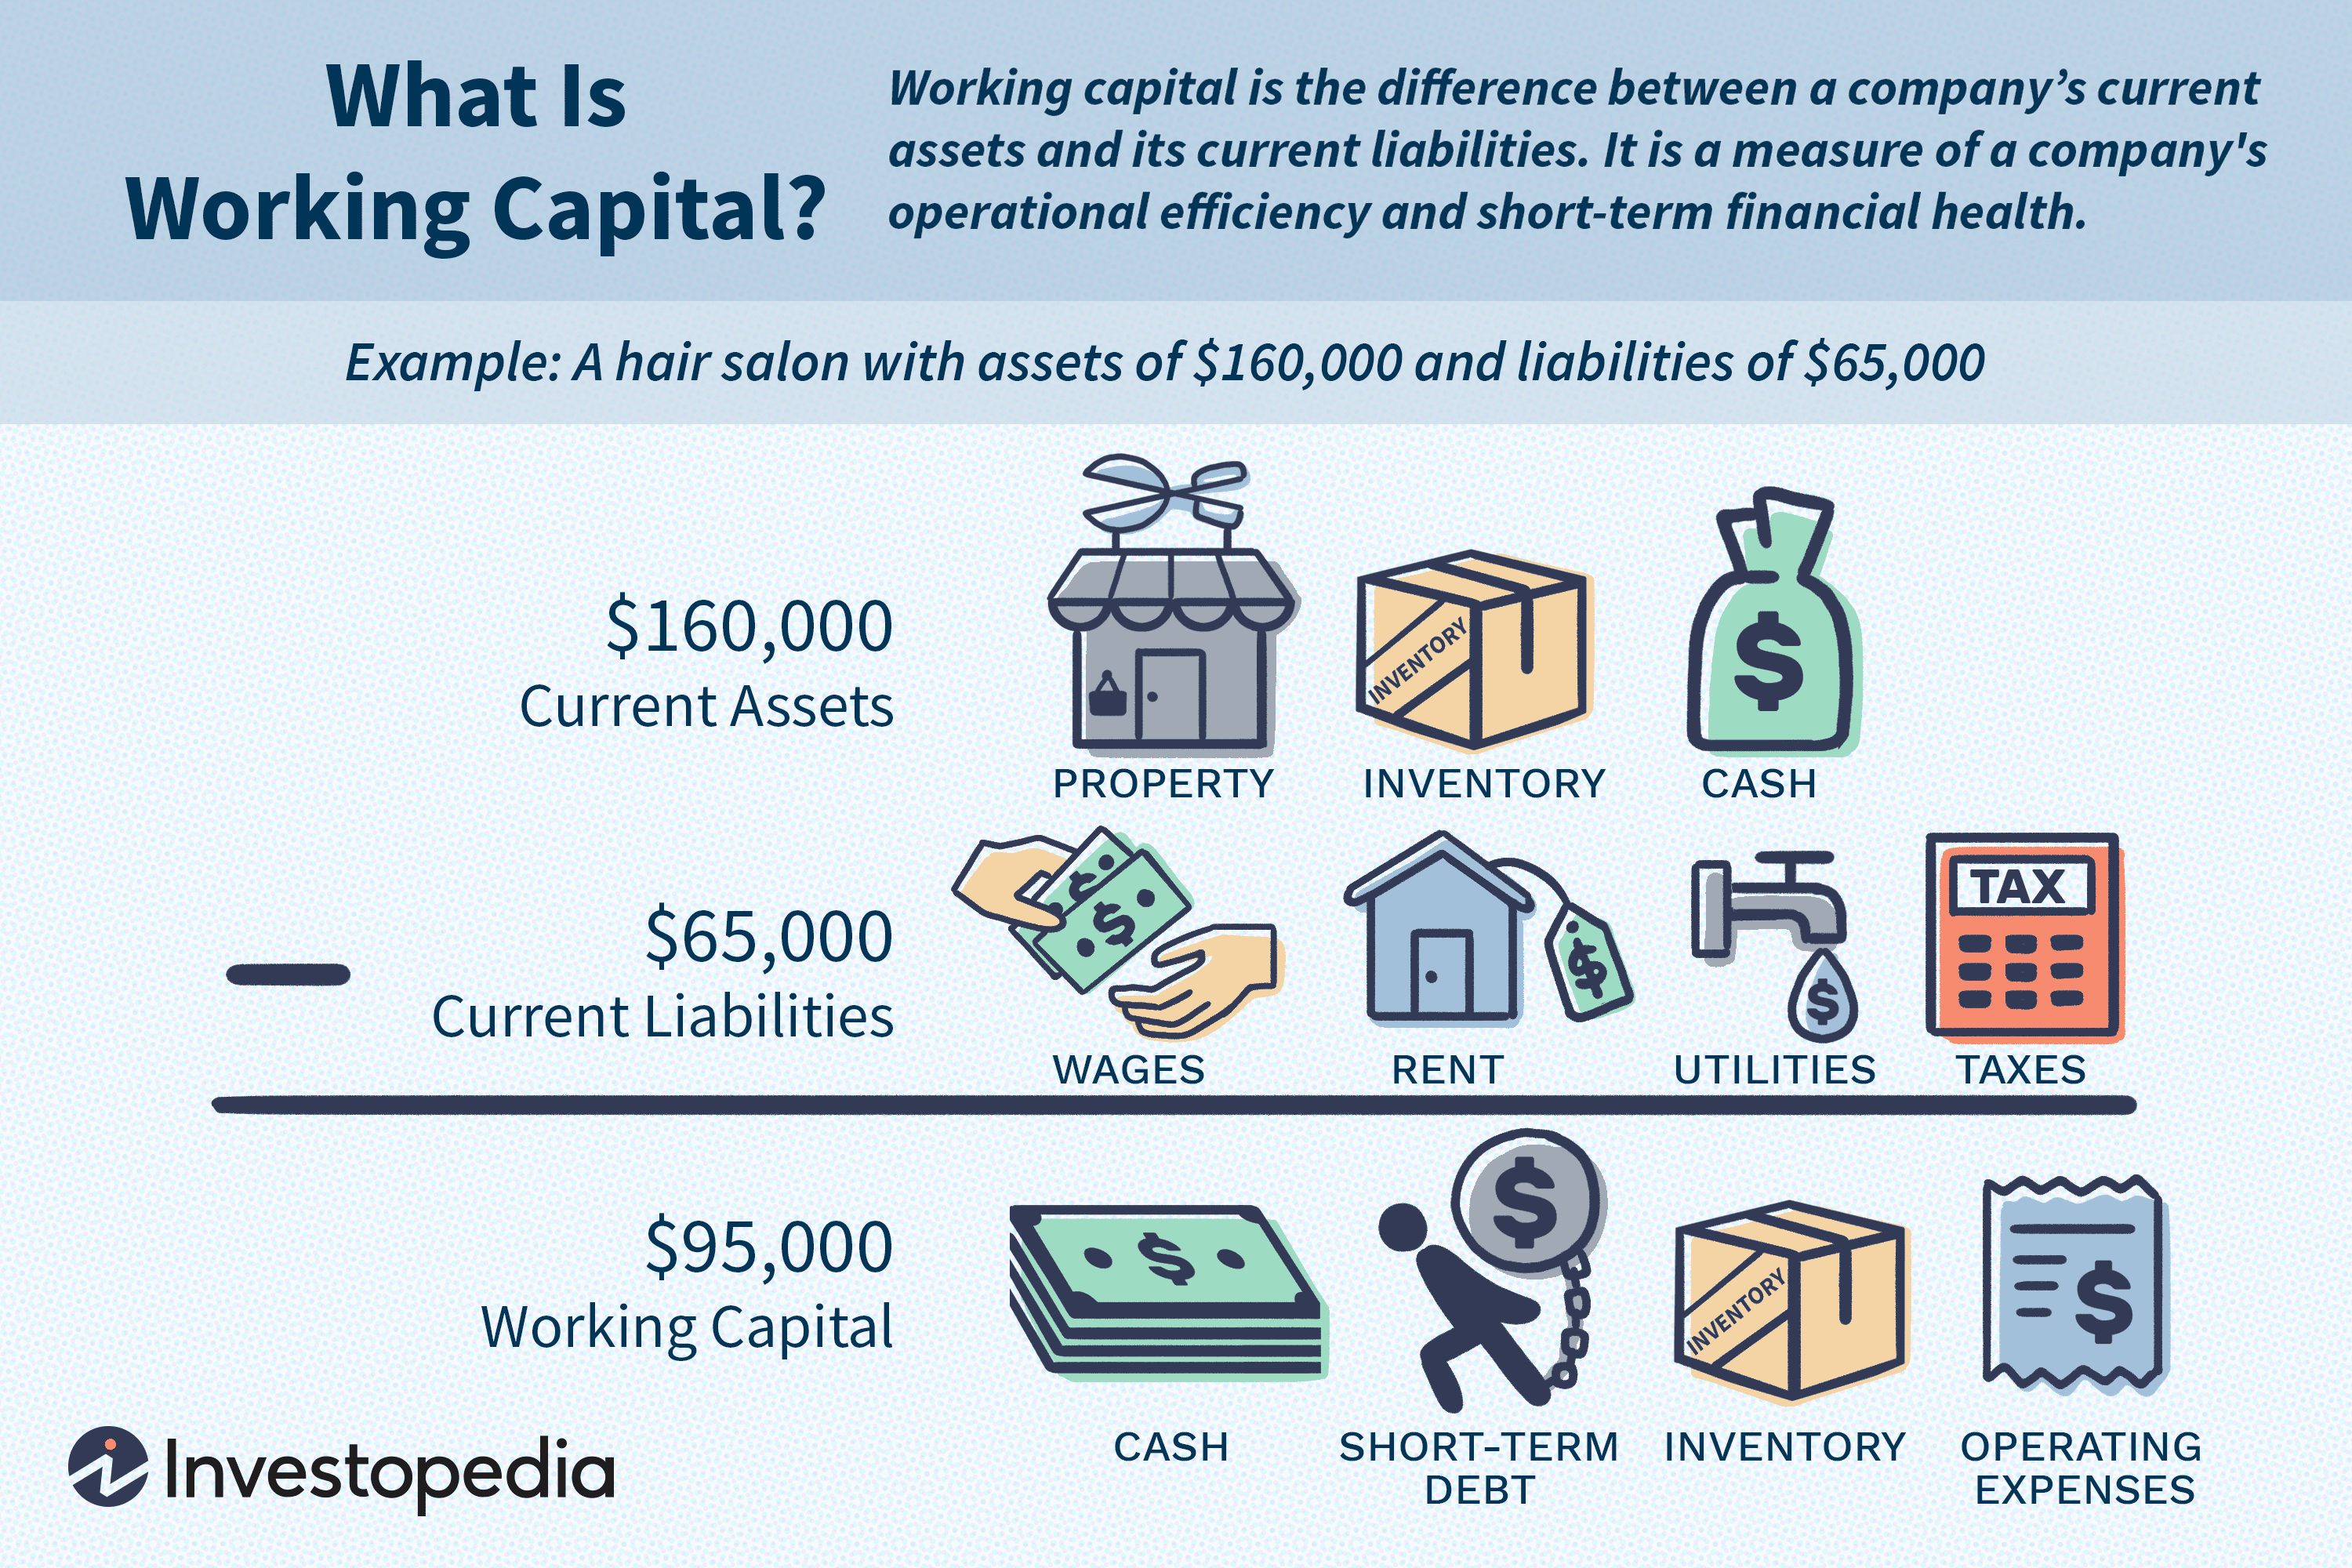 What Is
Working Capital?
Working capital is the difference between a company’s current
assets and its current liabilities. It is a measure of a company's
operational efficiency and short-term financial health.
Example: A hair salon with assets of $160,000 and liabilities of $65,000
$160,000
Current Assets
INVENTORY
$
PROPERTY
INVENTORY
CASH
$65,000
Current Liabilities
$
$
$
$
TAX
WAGES
RENT
UTILITIES
TAXES
$95,000
Working Capital
$
$
INVENTORY
$
CASH
SHORT-TERM
DEBT
INVENTORY
OPERATING
EXPENSES
Investopedia